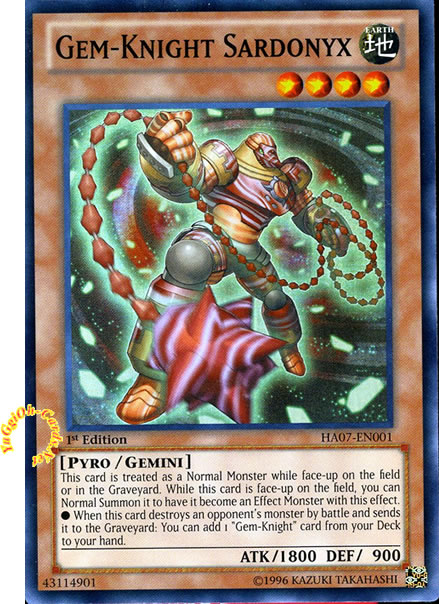 GEM-KNIGHT SARDONYX
EARTH
地
1st Edition
HA07-EN001
[PYRO / GEMINI]
This card is treated as a Normal Monster while face-up on the field
or in the Graveyard. While this card is face-up on the field, you can
Normal Summon it to have it become an Effect Monster with this effect.
● When this card destroys an opponent's monster by battle and sends
it to the Graveyard: You can add 1 "Gem-Knight" card from your Deck
to your hand.
ATK/1800 DEF/ 900
43114901
©1996 KAZUKI TAKAHASHI